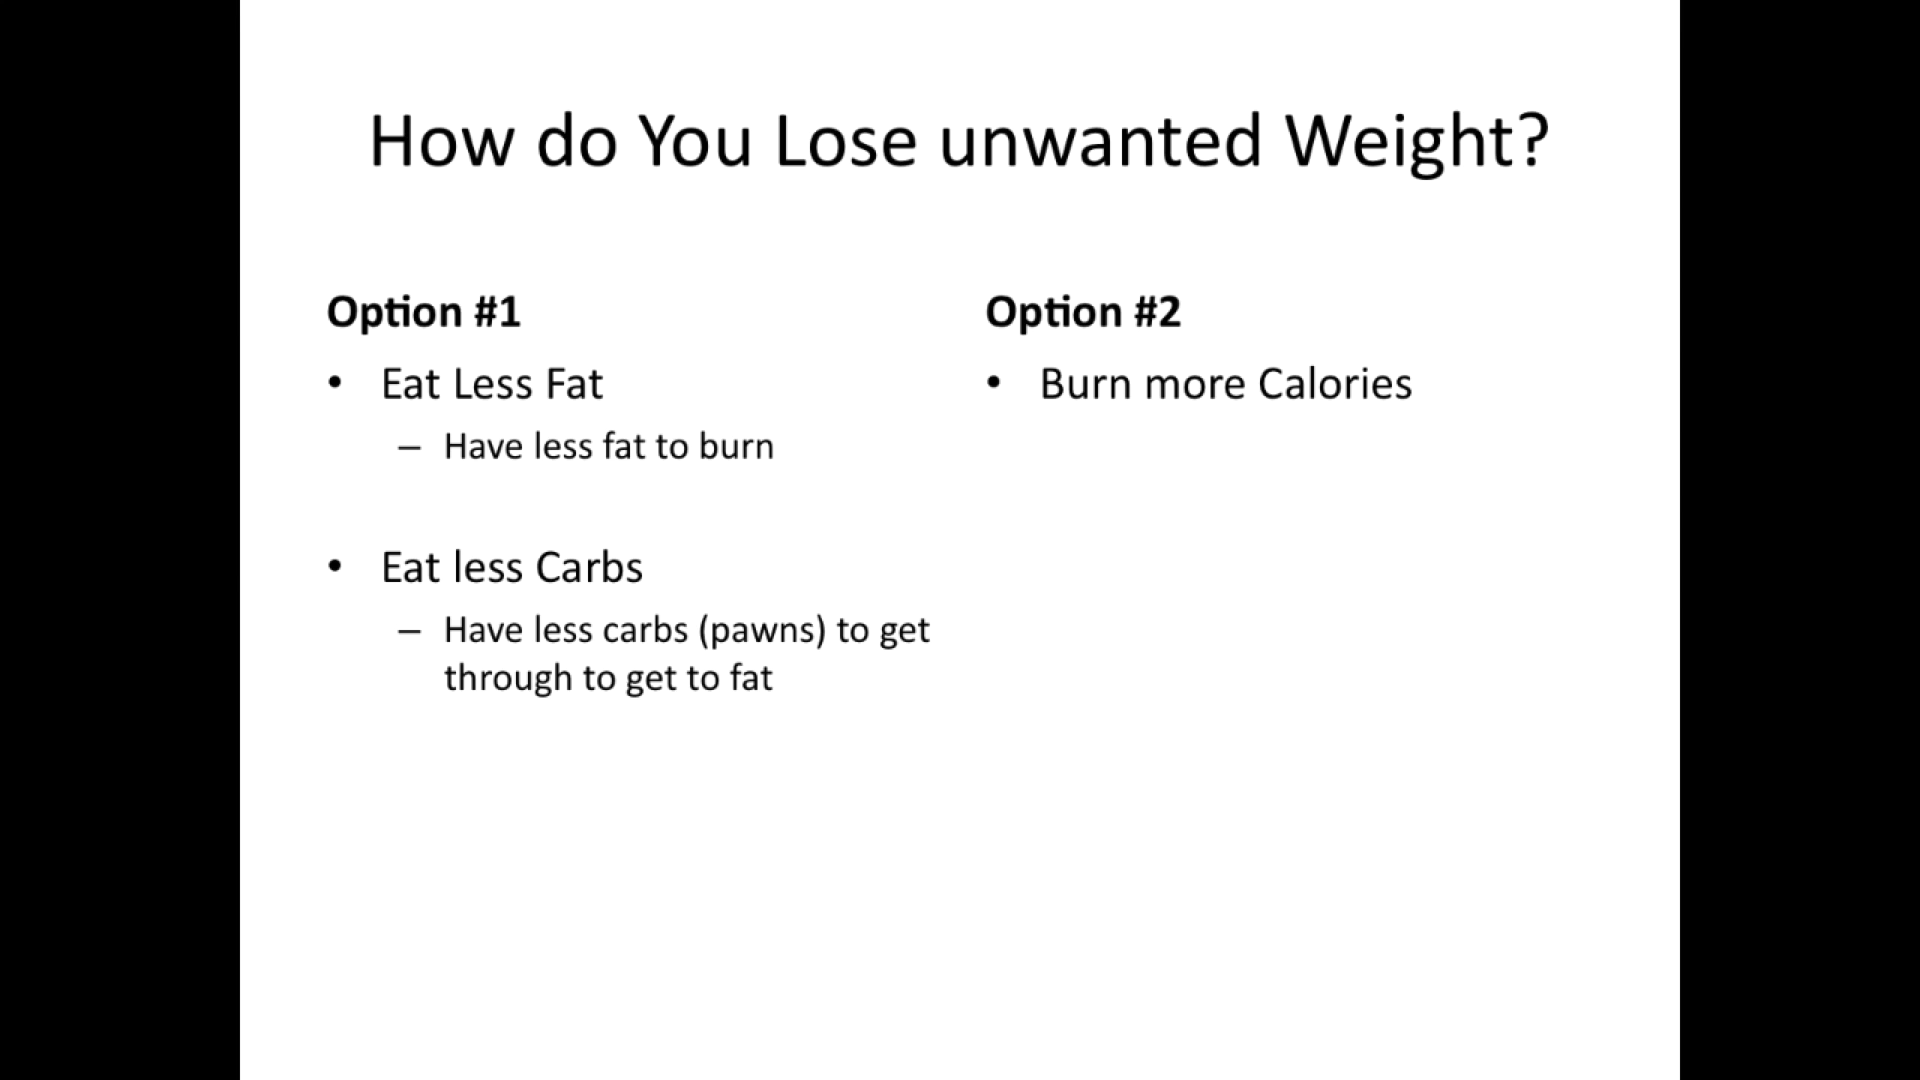 How do You Lose unwanted Weight?
Option #1
• Eat Less Fat
– Have less fat to burn
• Eat less Carbs
– Have less carbs (pawns) to get
through to get to fat
Option #2
• Burn more Calories